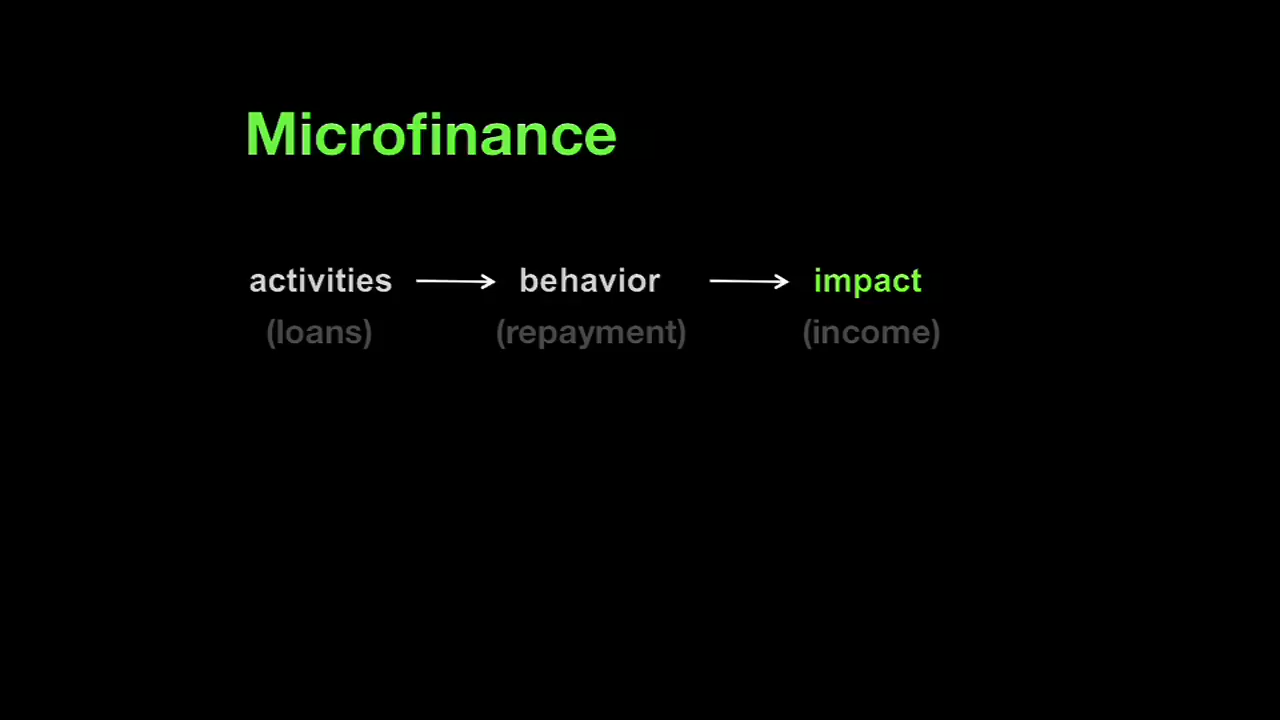 Microfinance
activities → behavior → impact
(loans) (repayment) (income)